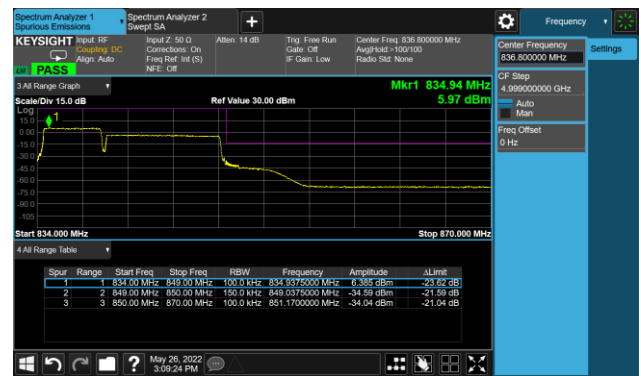 Spectrum Analyzer 1
Spurious Emissions
Spectrum Analyzer 2
Swept SA
Frequency
KEYSIGHT
Input: RF
Coupling: DC
Align: Auto
Input Z: 50 Ω
Corrections: On
Freq Ref: Int (S)
NFE: Off
Atten: 14 dB
Trig: Free Run
Gate: Off
IF Gain: Low
Center Freq: 836.800000 MHz
Avg|Hold:>100/100
Radio Std: None
PASS
Center Frequency
836.800000 MHz
Settings
CF Step
4.999000000 GHz
Auto
Man
Freq Offset
0 Hz
3 All Range Graph
Mkr1 834.94 MHz
Scale/Div 15.0 dB
Ref Value 30.00 dBm
5.97 dBm
Log
15.0
0.00
-15.0
-30.0
-45.0
-60.0
-75.0
-90.0
-105
1
Start 834.000 MHz
Stop 870.000 MHz
4 All Range Table
Spur Range Start Freq Stop Freq RBW Frequency Amplitude ΔLimit
1 1 834.00 MHz 849.00 MHz 100.0 kHz 834.9375000 MHz 6.385 dBm -23.62 dB
2 2 849.00 MHz 850.00 MHz 150.0 kHz 849.0375000 MHz -34.59 dBm -21.59 dB
3 3 850.00 MHz 870.00 MHz 100.0 kHz 851.1700000 MHz -34.04 dBm -21.04 dB
May 26, 2022
3:09:24 PM